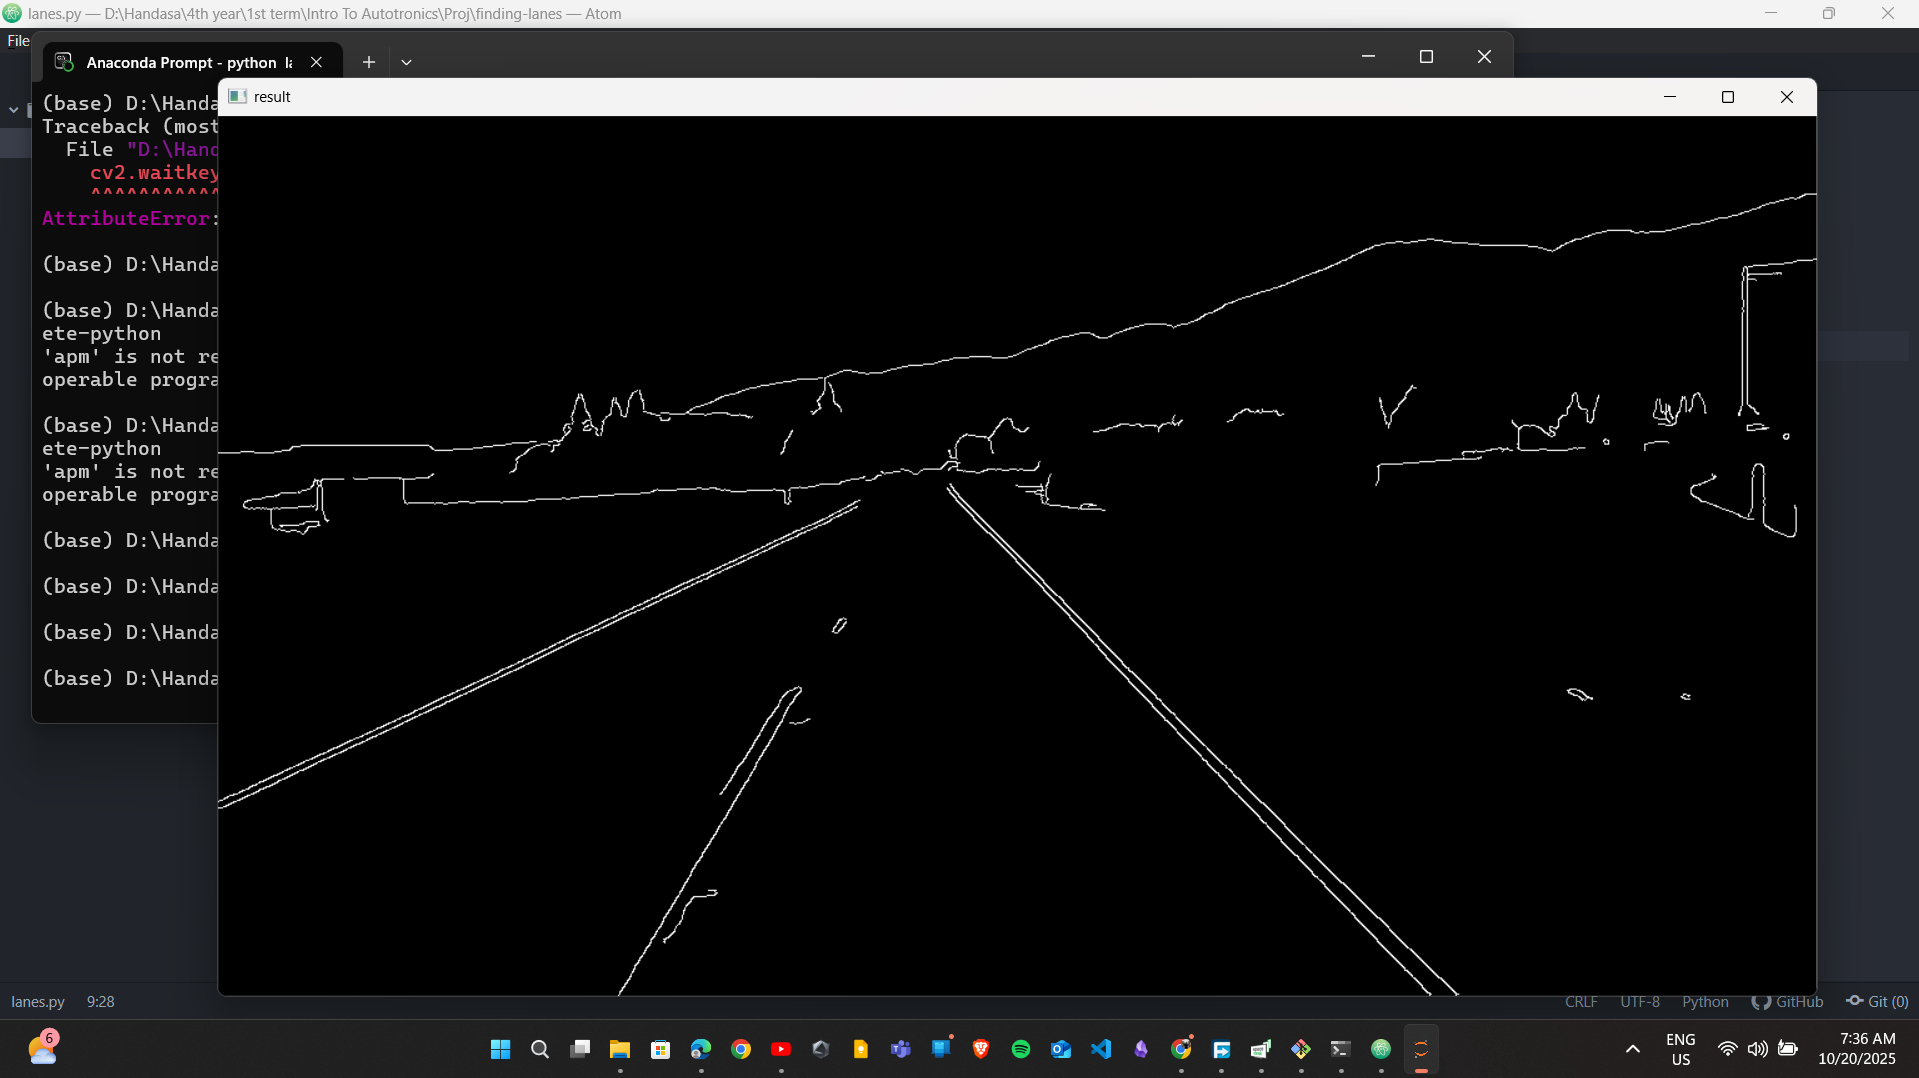 lanes.py — D:\Handasa\4th year\1st term\Intro To Autotronics\Proj\finding-lanes — Atom
File
Anaconda Prompt - python
result
(base) D:\Handa
Traceback (most
File "D:\Hand
cv2.waitkey
^^^^^^^^^^^
AttributeError:
(base) D:\Handa
(base) D:\Handa
ete-python
'apm' is not re
operable progra
(base) D:\Handa
ete-python
'apm' is not re
operable progra
(base) D:\Handa
(base) D:\Handa
(base) D:\Handa
(base) D:\Handa
lanes.py 9:28 CRLF UTF-8 Python GitHub Git (0)
6
ENG
US
7:36 AM
10/20/2025